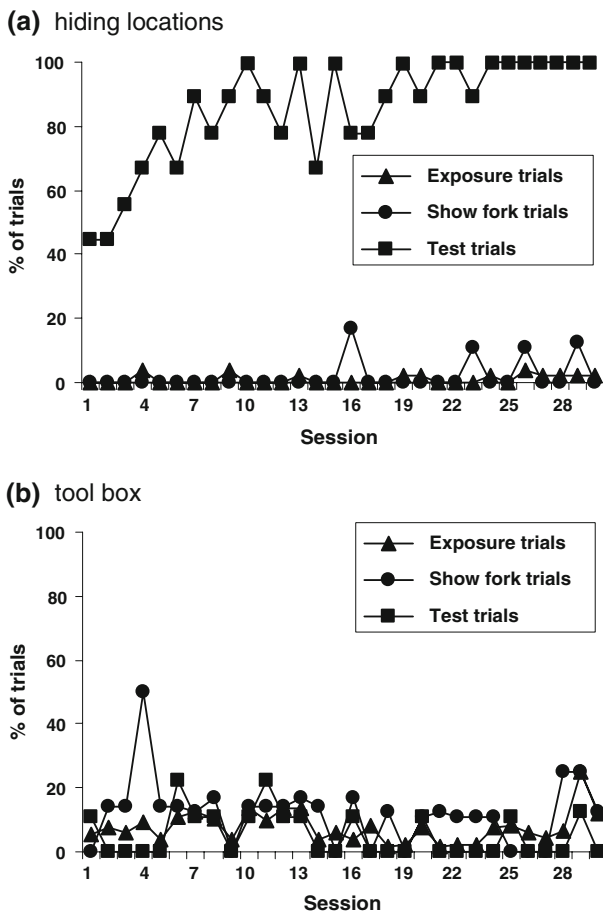 (a) hiding locations
100
80
60
40
20
0
% of trials
Exposure trials
Show fork trials
Test trials
1 4 7 10 13 16 19 22 25 28
Session
(b) tool box
100
80
60
40
20
0
% of trials
Exposure trials
Show fork trials
Test trials
1 4 7 10 13 16 19 22 25 28
Session